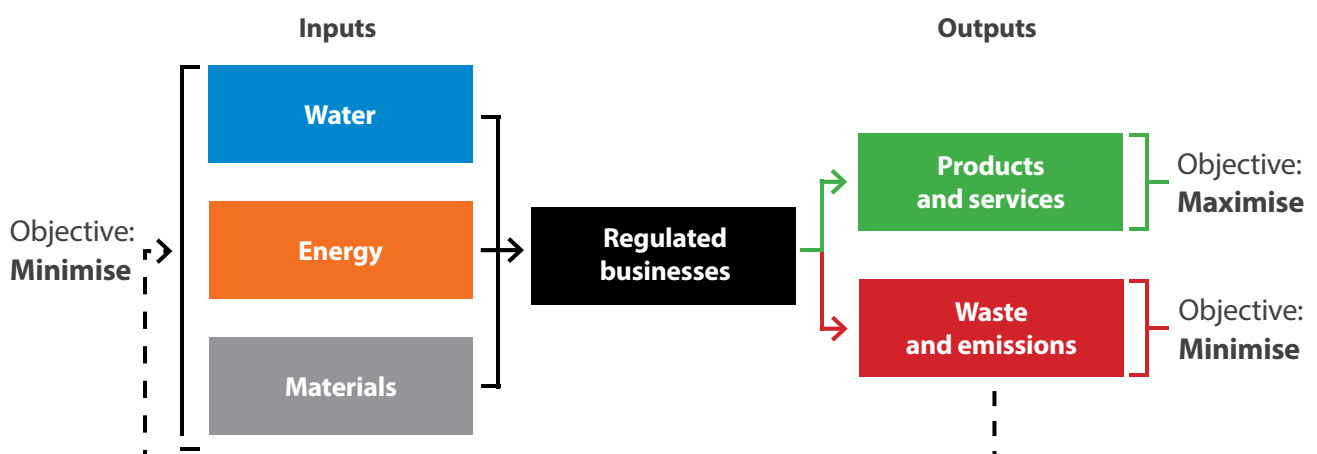 Inputs
Outputs
Water
Energy
Materials
Objective:
Minimise
Regulated
businesses
Products
and services
Objective:
Maximise
Waste
and emissions
Objective:
Minimise